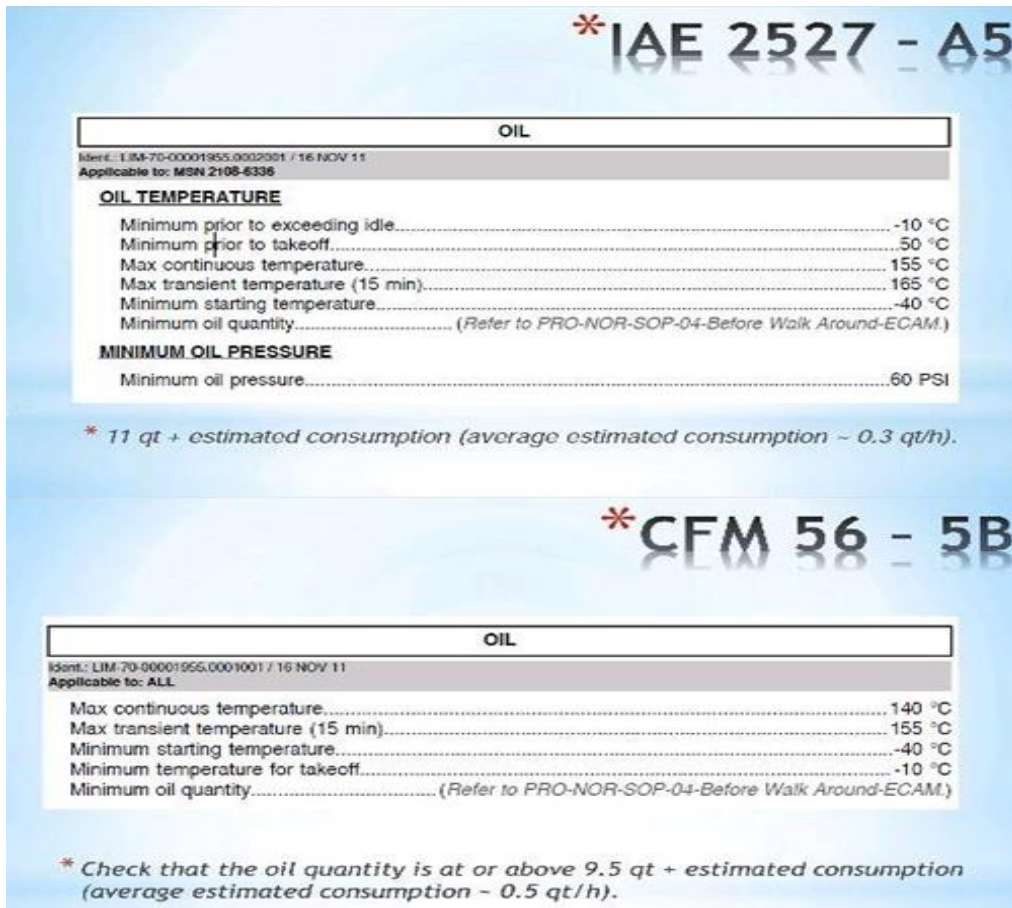 *IAE 2527 - A5
OIL
Ident.: LIM-70-00001955.0002001 / 16 NOV 11
Applicable to: MSN 2108-6336
OIL TEMPERATURE
Minimum prior to exceeding idle................-10 °C
Minimum prior to takeoff................50 °C
Max continuous temperature................155 °C
Max transient temperature (15 min)................165 °C
Minimum starting temperature................-40 °C
Minimum oil quantity................(Refer to PRO-NOR-SOP-04-Before Walk Around-ECAM.)
MINIMUM OIL PRESSURE
Minimum oil pressure................60 PSI
* 11 qt + estimated consumption (average estimated consumption ~ 0.3 qt/h).
*CFM 56 - 5B
OIL
Ident.: LIM-70-00001955.0001001 / 16 NOV 11
Applicable to: ALL
Max continuous temperature................140 °C
Max transient temperature (15 min)................155 °C
Minimum starting temperature................-40 °C
Minimum temperature for takeoff................-10 °C
Minimum oil quantity................(Refer to PRO-NOR-SOP-04-Before Walk Around-ECAM.)
* Check that the oil quantity is at or above 9.5 qt + estimated consumption
(average estimated consumption ~ 0.5 qt/h).